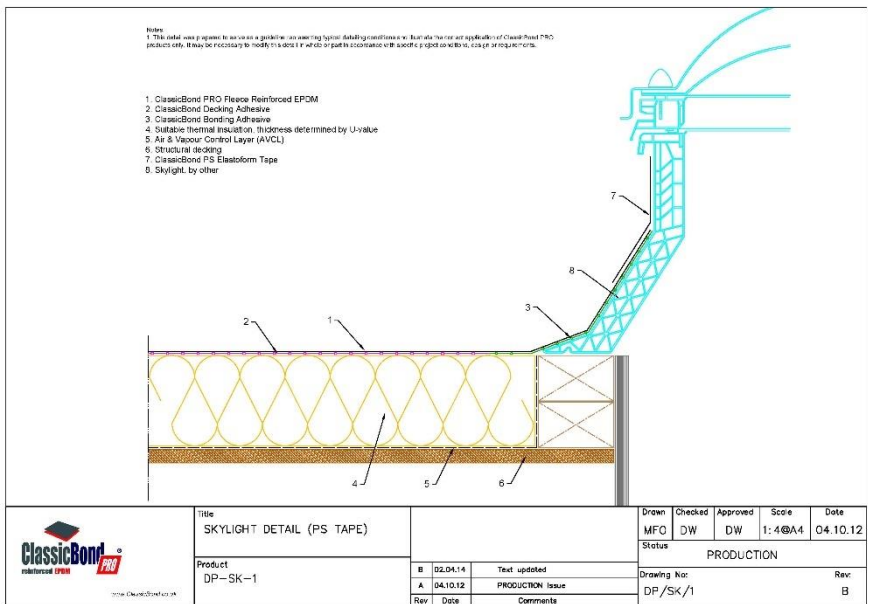 Notes
1. This detail was prepared to serve as a guideline representing typical detailing conditions and illustrate the correct application of ClassicBond PRO
products only. It may be necessary to modify this detail in whole or part in accordance with specific project conditions, design or requirements.
1. ClassicBond PRO Fleece Reinforced EPDM
2. ClassicBond Decking Adhesive
3. ClassicBond Bonding Adhesive
4. Suitable thermal insulation, thickness determined by U-value
5. Air & Vapour Control Layer (AVCL)
6. Structural decking
7. ClassicBond PS Elastoform Tape
8. Skylight, by other
7
8
3
2
1
4
5
6
ClassicBond PRO
reinforced EPDM
www.ClassicBond.co.uk
Title
SKYLIGHT DETAIL (PS TAPE)
Product
DP-SK-1
B 02.04.14 Text updated
A 04.10.12 PRODUCTION Issue
Rev Date Comments
Drawn Checked Approved Scale Date
MFO DW DW 1:4@A4 04.10.12
Status
PRODUCTION
Drawing No: Rev:
DP/SK/1 B